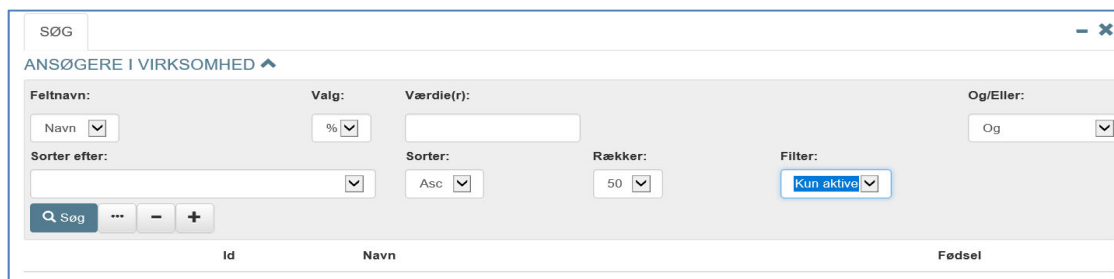 SØG
ANSØGERE I VIRKSOMHED
Feltnavn: Valg: Værdie(r): Og/Eller:
Navn % Og
Sorter efter: Sorter: Rækker: Filter:
Asc 50 Kun aktive
Søg ... - +
Id Navn Fødsel